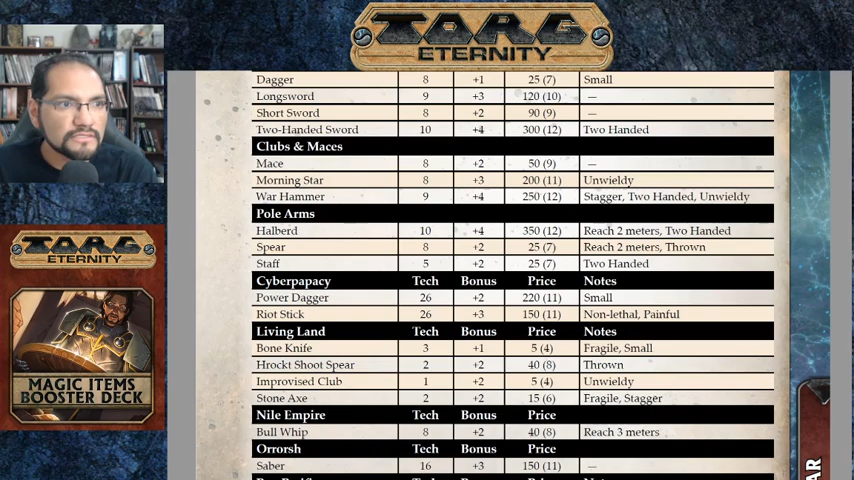 TORG
ETERNITY
Dagger 8 +1 25 (7) Small
Longsword 9 +3 120 (10) —
Short Sword 8 +2 90 (9) —
Two-Handed Sword 10 +4 300 (12) Two Handed
Clubs & Maces
Mace 8 +2 50 (9) —
Morning Star 8 +3 200 (11) Unwieldy
War Hammer 9 +4 250 (12) Stagger, Two Handed, Unwieldy
Pole Arms
Halberd 10 +4 350 (12) Reach 2 meters, Two Handed
Spear 8 +2 25 (7) Reach 2 meters, Thrown
Staff 5 +2 25 (7) Two Handed
Cyberpapacy Tech Bonus Price Notes
Power Dagger 26 +2 220 (11) Small
Riot Stick 26 +3 150 (11) Non-lethal, Painful
Living Land Tech Bonus Price Notes
Bone Knife 3 +1 5 (4) Fragile, Small
Hrockt Shoot Spear 2 +2 40 (8) Thrown
Improvised Club 1 +2 5 (4) Unwieldy
Stone Axe 2 +2 15 (6) Fragile, Stagger
Nile Empire Tech Bonus Price
Bull Whip 8 +2 40 (8) Reach 3 meters
Orrorsh Tech Bonus Price
Saber 16 +3 150 (11) —
TORG
ETERNITY
MAGIC ITEMS
BOOSTER DECK